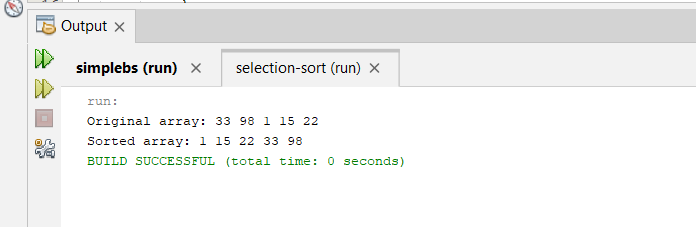 Output
simplebs (run) selection-sort (run)
run:
Original array: 33 98 1 15 22
Sorted array: 1 15 22 33 98
BUILD SUCCESSFUL (total time: 0 seconds)